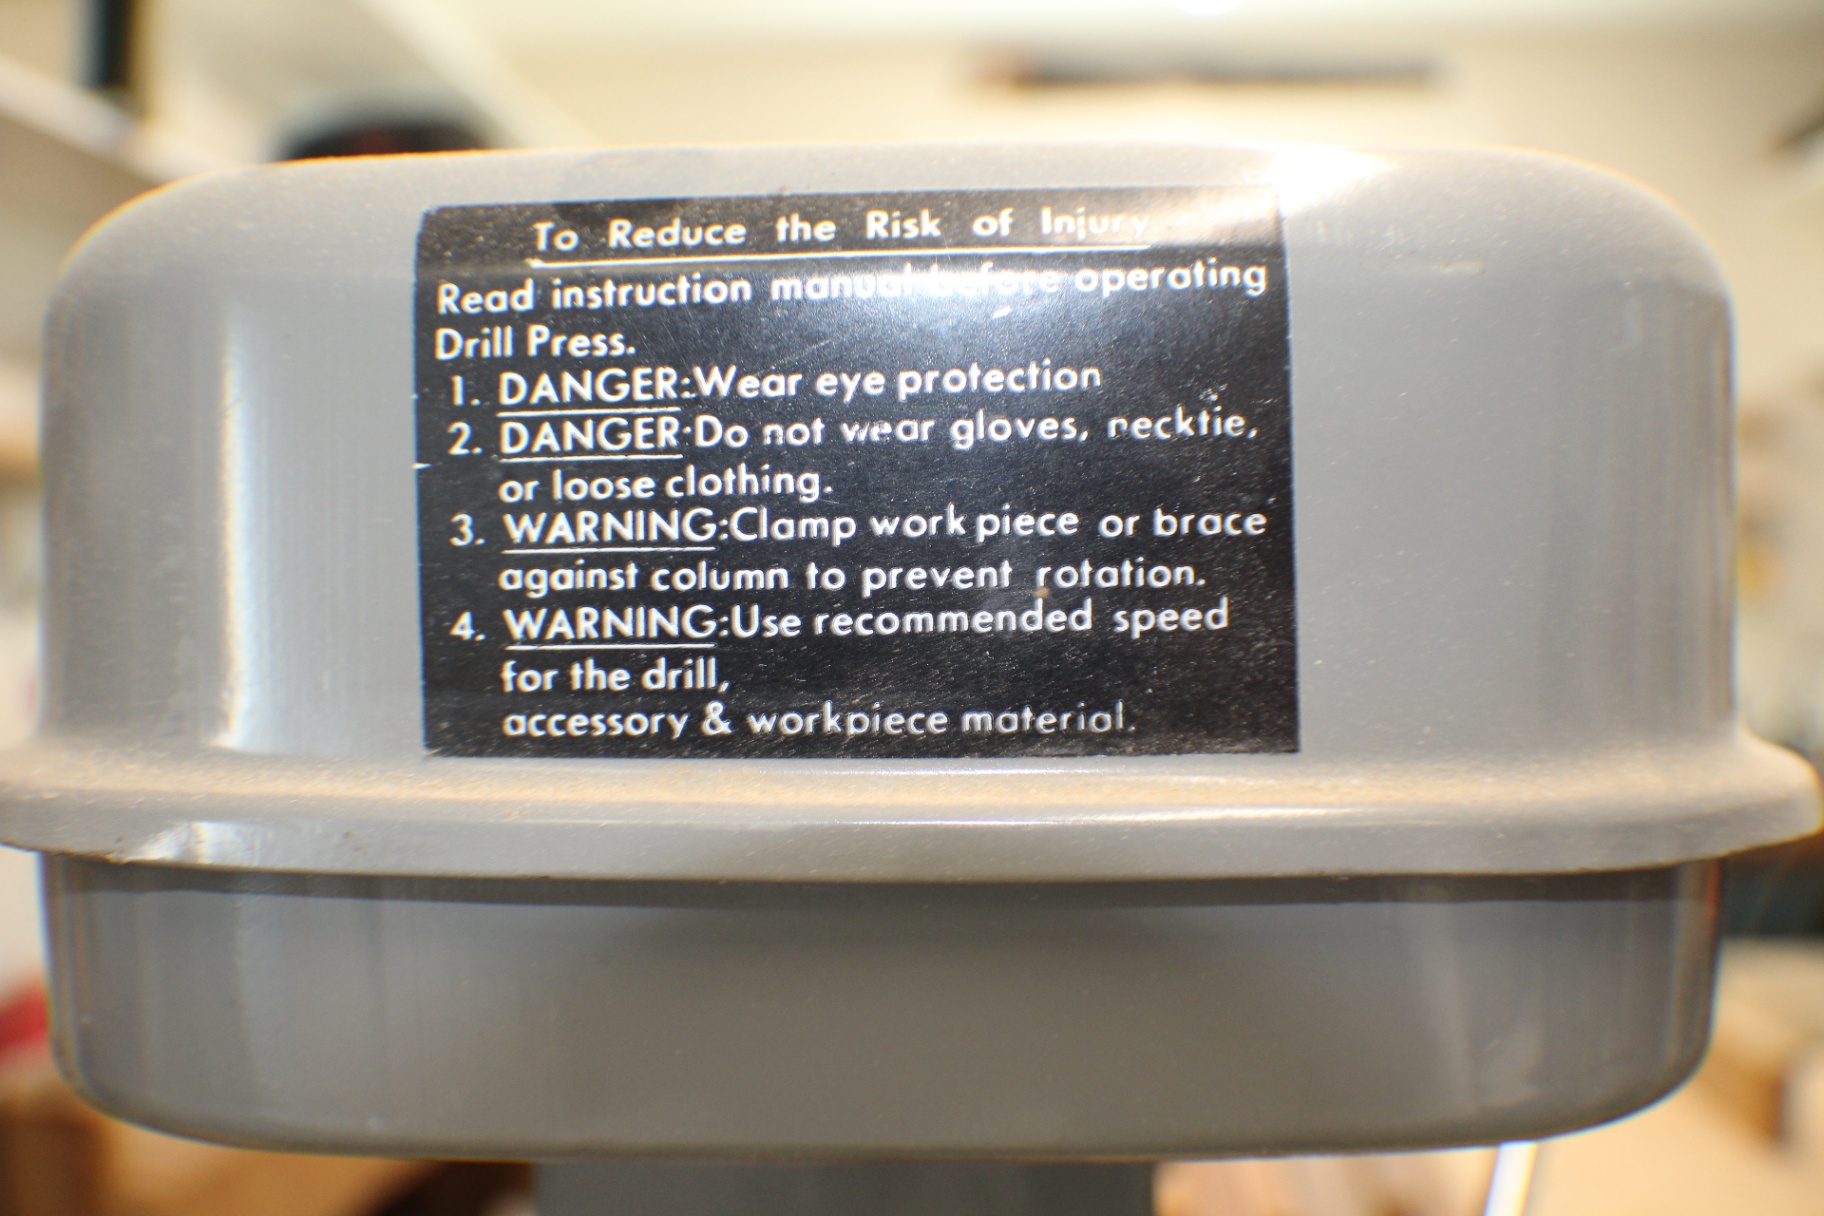 To Reduce the Risk of Injury
Read instruction manual before operating
Drill Press.
1. DANGER:Wear eye protection
2. DANGER:Do not wear gloves, necktie,
or loose clothing.
3. WARNING:Clamp work piece or brace
against column to prevent rotation.
4. WARNING:Use recommended speed
for the drill,
accessory & workpiece material.